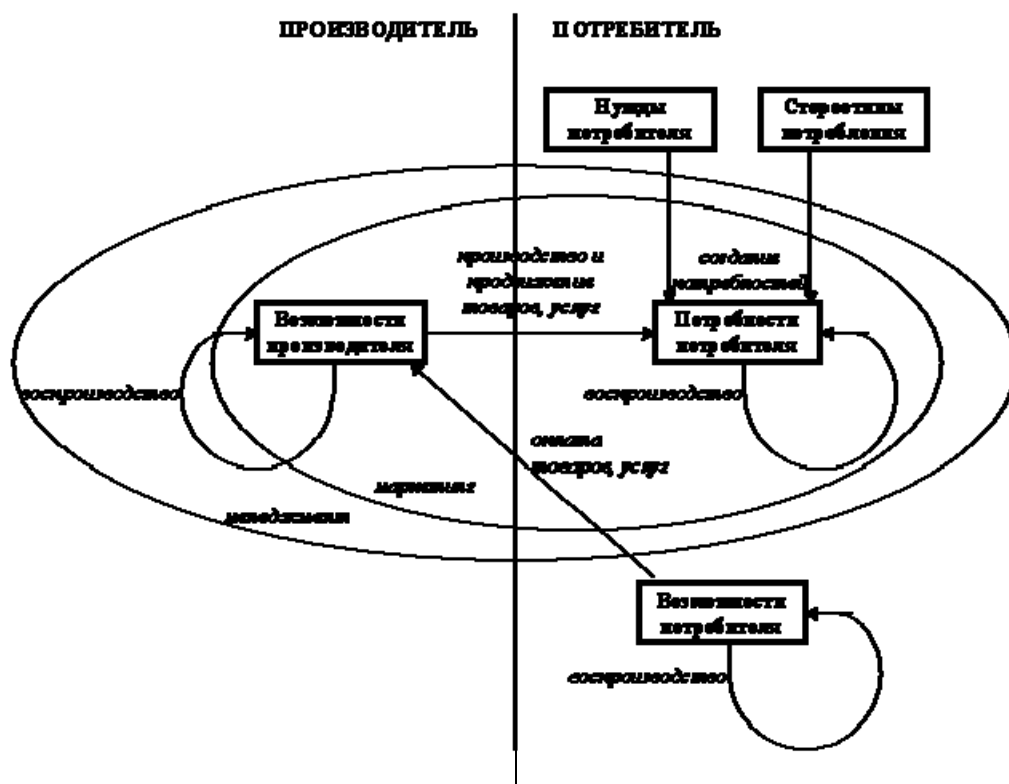 ПРОИЗВОДИТЕЛЬ
ПОТРЕБИТЕЛЬ
Нужды
потребителя
Стереотипы
потребления
производство и
продвижение
товаров, услуг
создание
потребностей
Возможности
производителя
Потребности
потребителя
воспроизводство
воспроизводство
оплата
товаров, услуг
маркетинг
менеджмент
Возможности
потребителя
воспроизводство